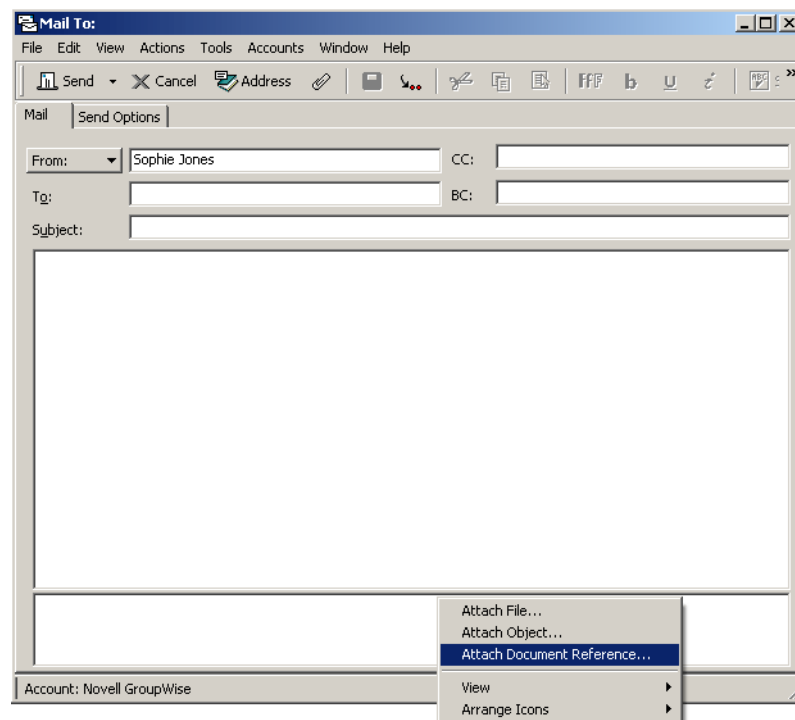 Mail To:
File Edit View Actions Tools Accounts Window Help
Send Cancel Address
Mail Send Options
From: Sophie Jones CC:
To: BC:
Subject:
Attach File...
Attach Object...
Attach Document Reference...
Account: Novell GroupWise
View
Arrange Icons